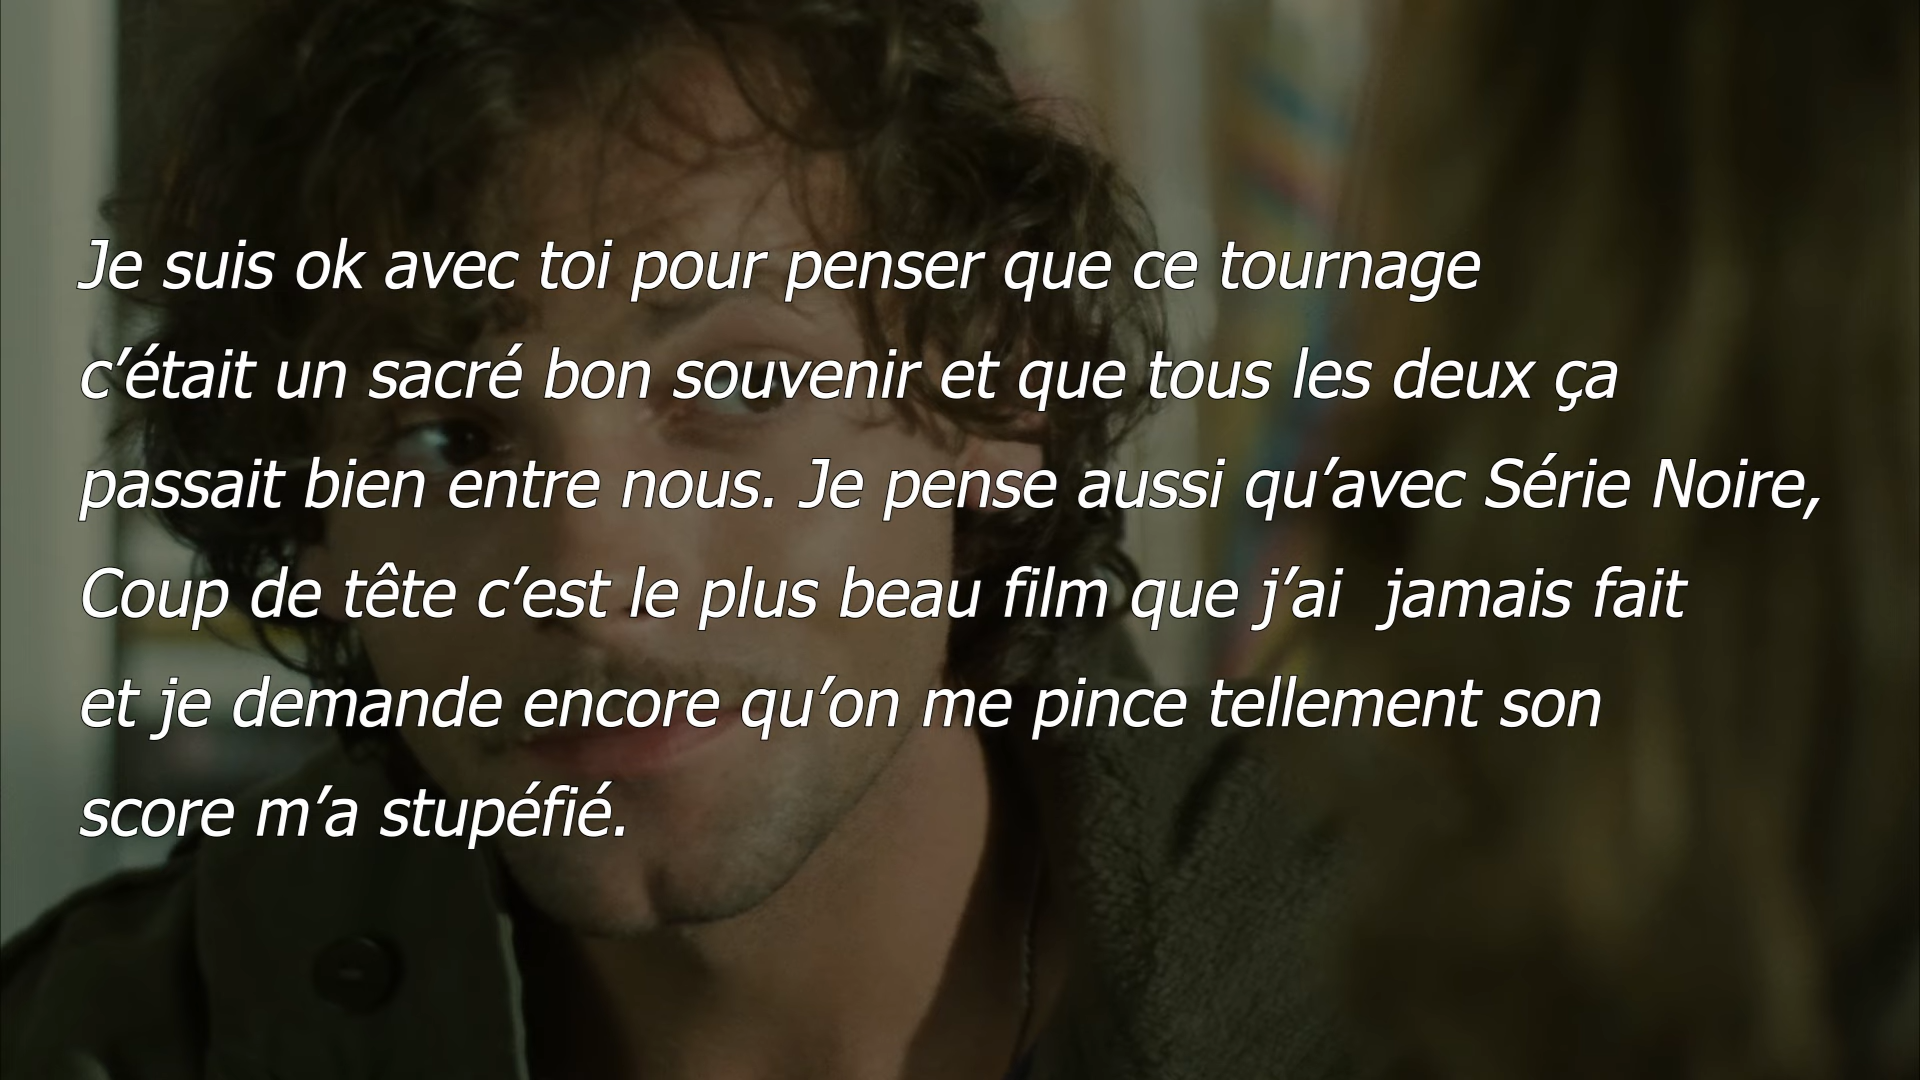 Je suis ok avec toi pour penser que ce tournage
c’était un sacré bon souvenir et que tous les deux ça
passait bien entre nous. Je pense aussi qu’avec Série Noire,
Coup de tête c’est le plus beau film que j’ai  jamais fait
et je demande encore qu’on me pince tellement son
score m’a stupéfié.